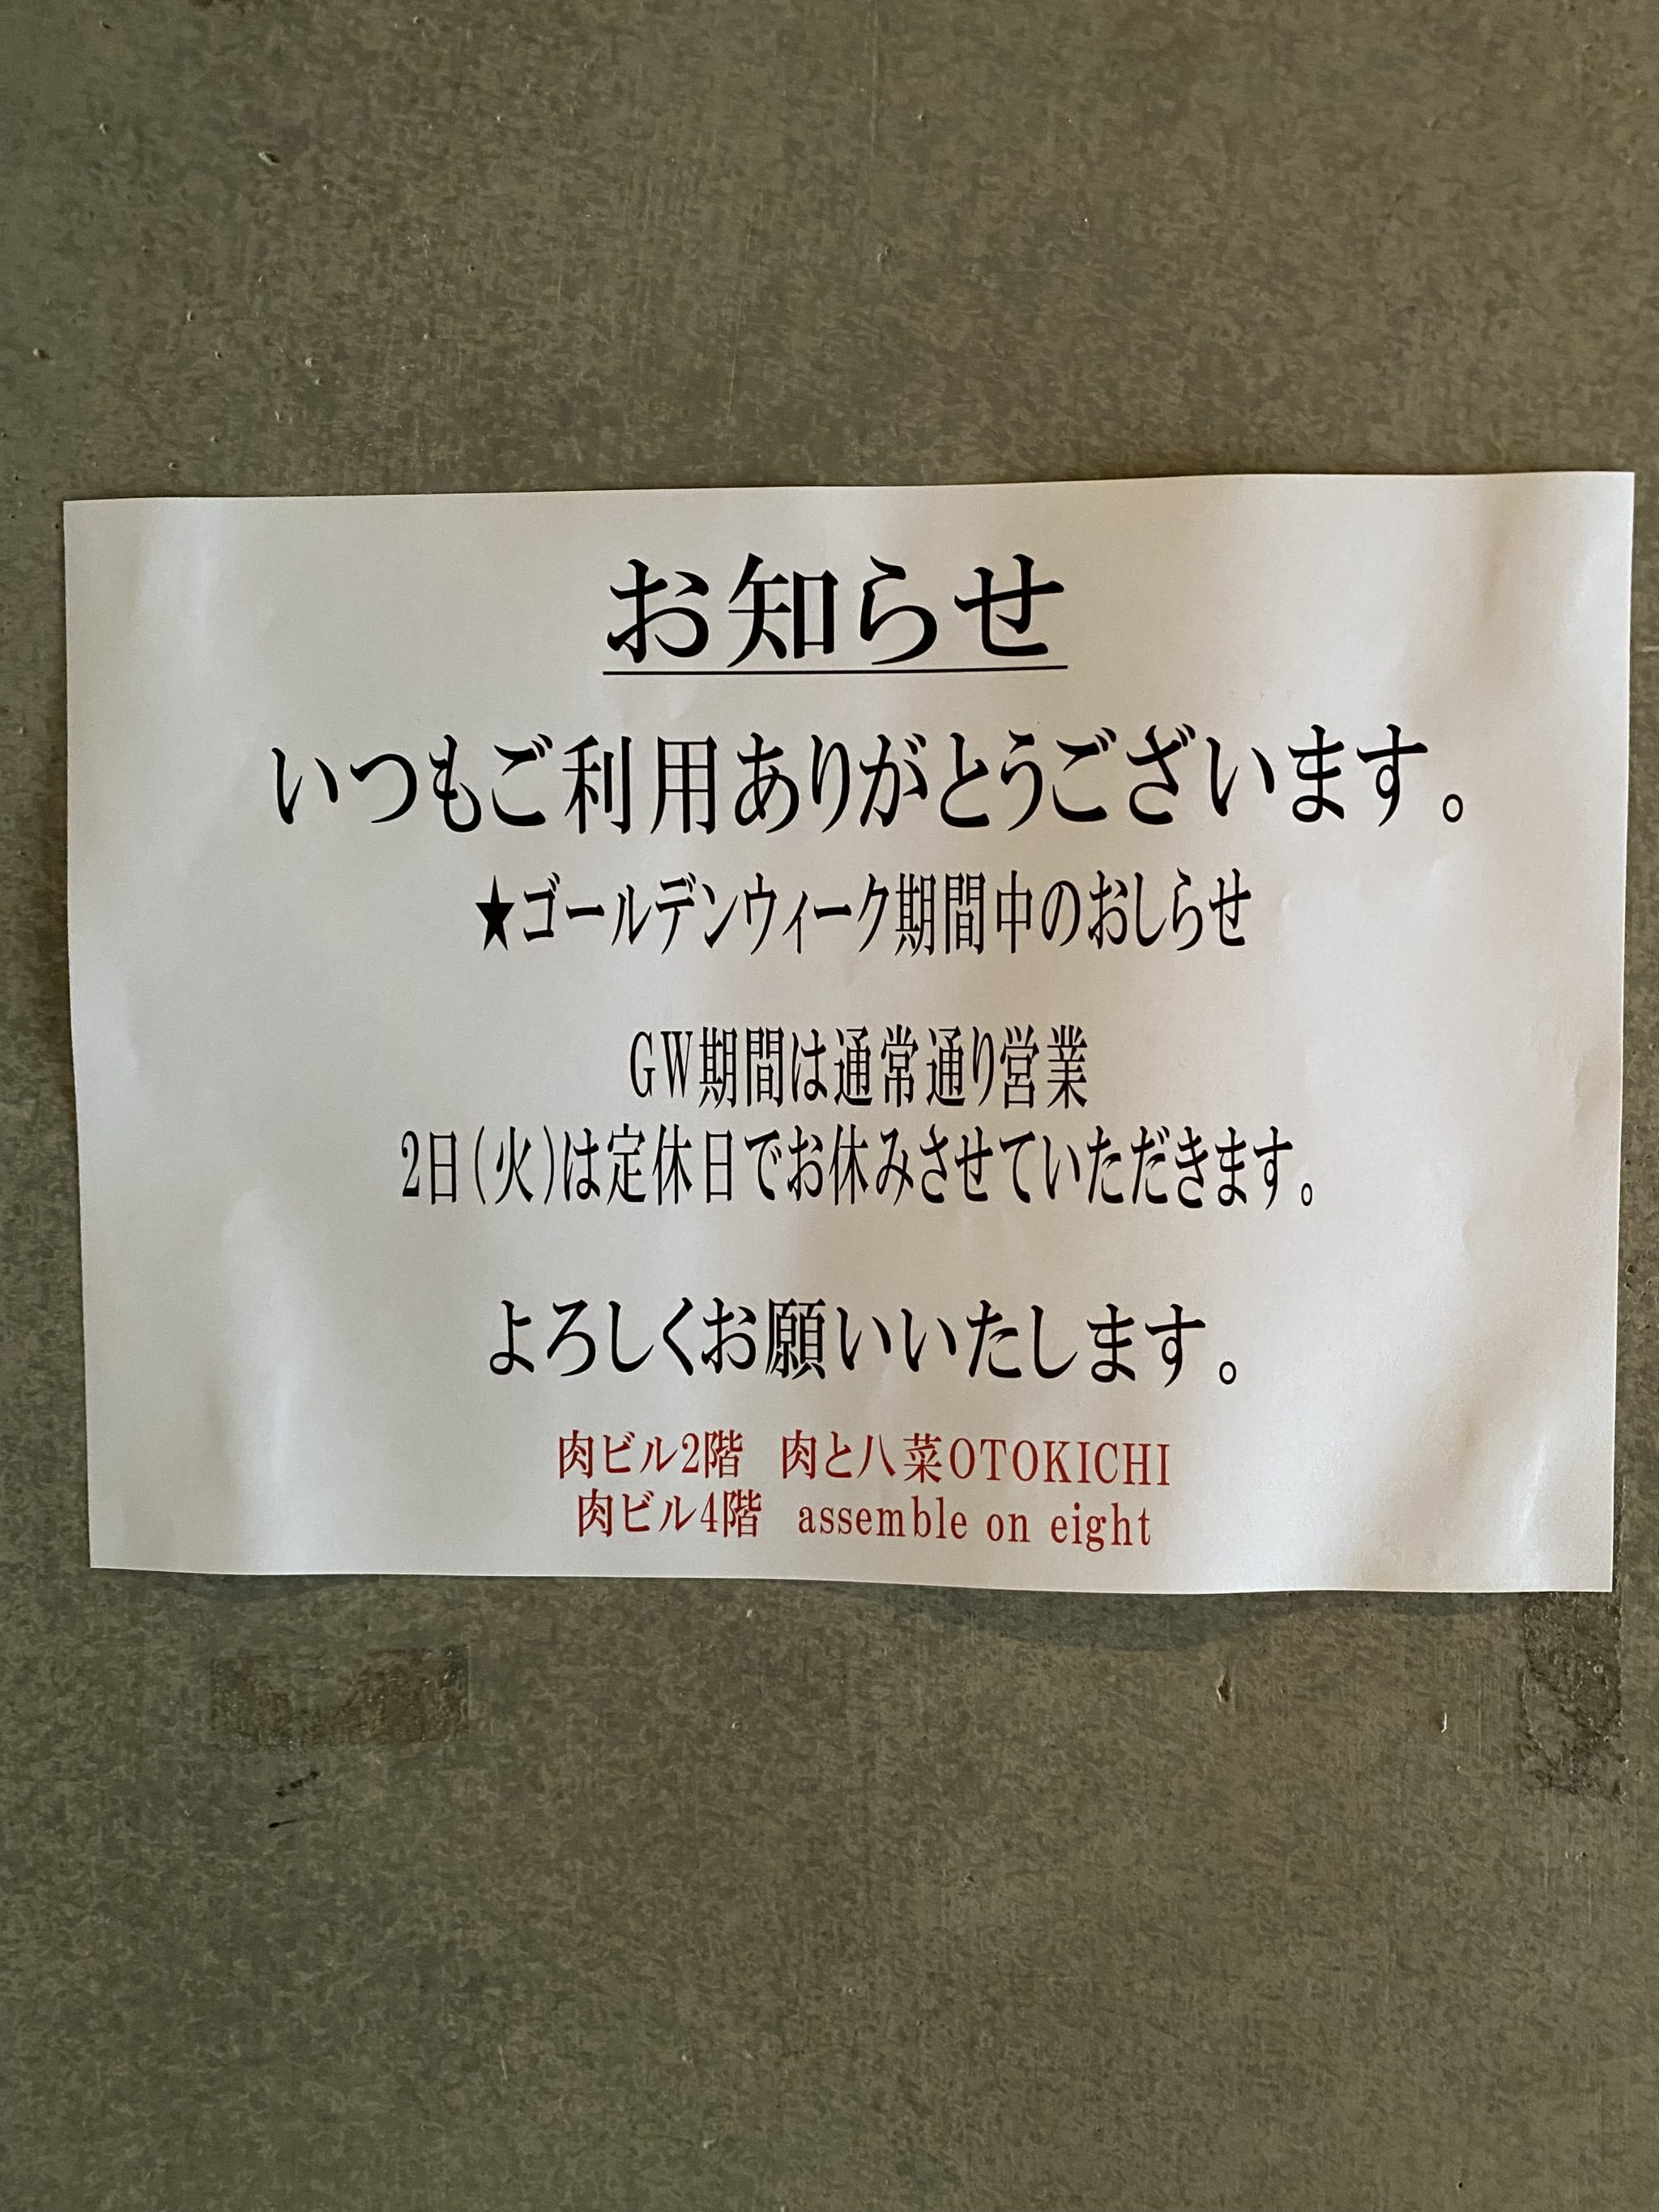 お知らせ
いつもご利用ありがとうございます。
★ゴールデンウィーク期間中のおしらせ
GW期間は通常通り営業
2日(火)は定休日でお休みさせていただきます。
よろしくお願いいたします。
肉ビル2階 肉と八菜OTOKICHI
肉ビル4階 assemble on eight